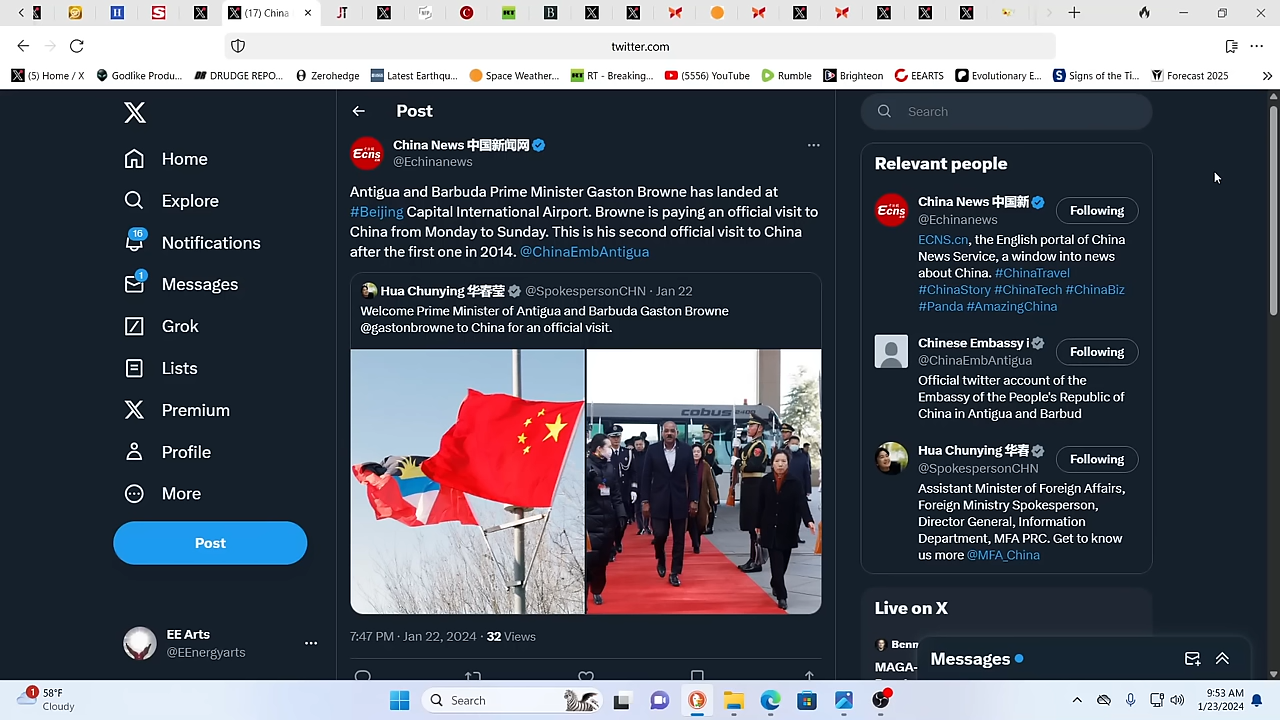 (17) China
twitter.com
(5) Home / X
Godlike Produ...
DRUDGE REPO...
Zerohedge
Latest Earthqu...
Space Weather...
RT - Breaking...
(5556) YouTube
Rumble
Brighteon
EEARTS
Evolutionary E...
Signs of the Ti...
Forecast 2025
Home
Explore
16
Notifications
1
Messages
Grok
Lists
Premium
Profile
More
Post
EE Arts
@EEnergyarts
Post
Ecns
China News 中国新闻网
@Echinanews
Antigua and Barbuda Prime Minister Gaston Browne has landed at
#Beijing Capital International Airport. Browne is paying an official visit to
China from Monday to Sunday. This is his second official visit to China
after the first one in 2014. @ChinaEmbAntigua
Hua Chunying 华春莹 @SpokespersonCHN · Jan 22
Welcome Prime Minister of Antigua and Barbuda Gaston Browne
@gastonbrowne to China for an official visit.
cobus 2400
7:47 PM · Jan 22, 2024 · 32 Views
Search
Relevant people
Ecns
China News 中国新
@Echinanews
Following
ECNS.cn, the English portal of China
News Service, a window into news
about China. #ChinaTravel
#ChinaStory #ChinaTech #ChinaBiz
#Panda #AmazingChina
Chinese Embassy i
@ChinaEmbAntigua
Following
Official twitter account of the
Embassy of the People's Republic of
China in Antigua and Barbud
Hua Chunying 华春
@SpokespersonCHN
Following
Assistant Minister of Foreign Affairs,
Foreign Ministry Spokesperson,
Director General, Information
Department, MFA PRC. Get to know
us more @MFA_China
Live on X
Benn
MAGA-
Messages
1
58°F
Cloudy
Search
9:53 AM
1/23/2024